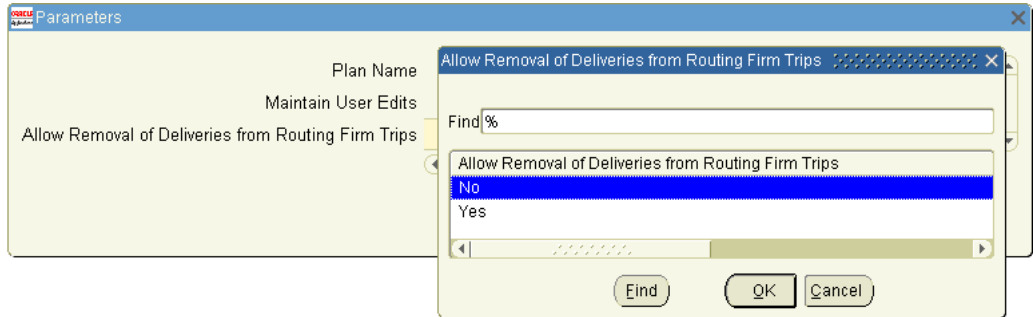 ORACLE
Parameters
Plan Name
Maintain User Edits
Allow Removal of Deliveries from Routing Firm Trips
Allow Removal of Deliveries from Routing Firm Trips
Find %
Allow Removal of Deliveries from Routing Firm Trips
No
Yes
Find
OK
Cancel